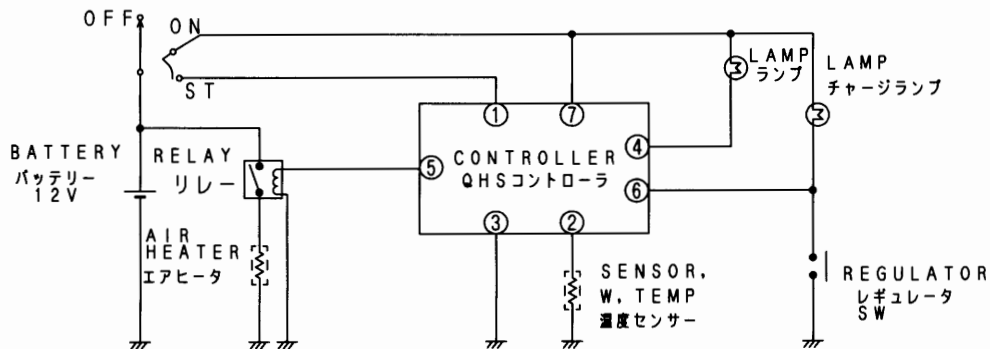 OFF
ON
ST
LAMP
ランプ
LAMP
チャージランプ
① ⑦
④
BATTERY
バッテリー
12V
RELAY
リレー
⑤
CONTROLLER
QHSコントローラ
⑥
③ ②
AIR
HEATER
エアヒータ
SENSOR,
W, TEMP
温度センサー
REGULATOR
レギュレータ
SW